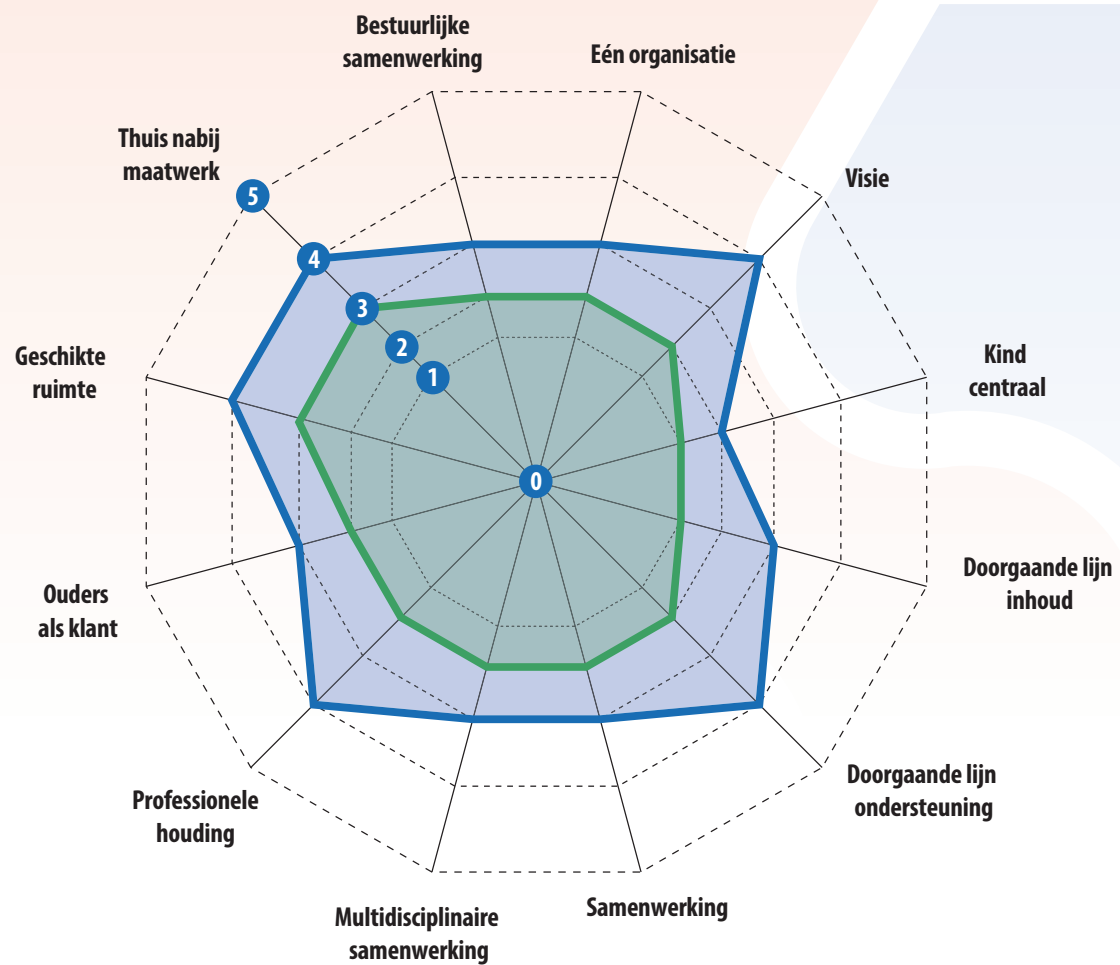 Bestuurlijke
samenwerking
Eén organisatie
Thuis nabij
maatwerk
Visie
5
4
3
2
1
0
Geschikte
ruimte
Kind
centraal
Ouders
als klant
Doorgaande lijn
inhoud
Professionele
houding
Doorgaande lijn
ondersteuning
Multidisciplinaire
samenwerking
Samenwerking